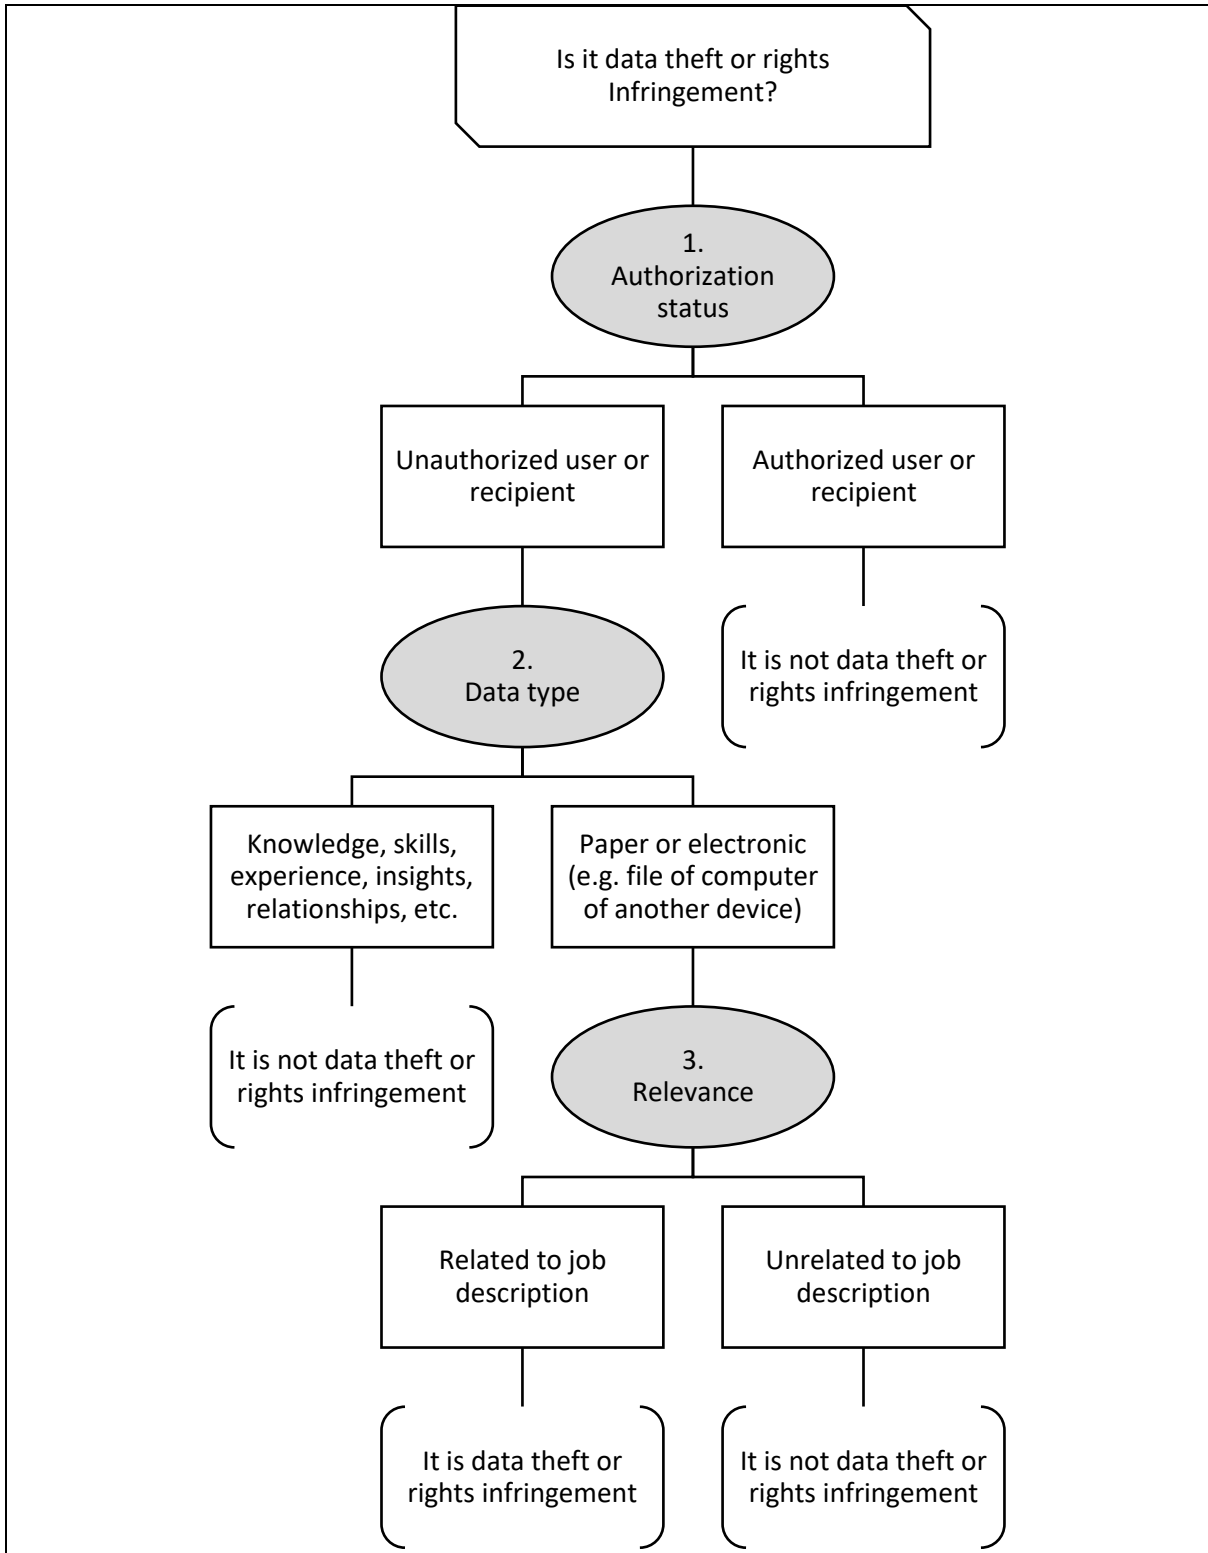 Is it data theft or rights
Infringement?
1.
Authorization
status
Unauthorized user or
recipient
Authorized user or
recipient
2.
Data type
It is not data theft or
rights infringement
Knowledge, skills,
experience, insights,
relationships, etc.
Paper or electronic
(e.g. file of computer
of another device)
It is not data theft or
rights infringement
3.
Relevance
Related to job
description
Unrelated to job
description
It is data theft or
rights infringement
It is not data theft or
rights infringement